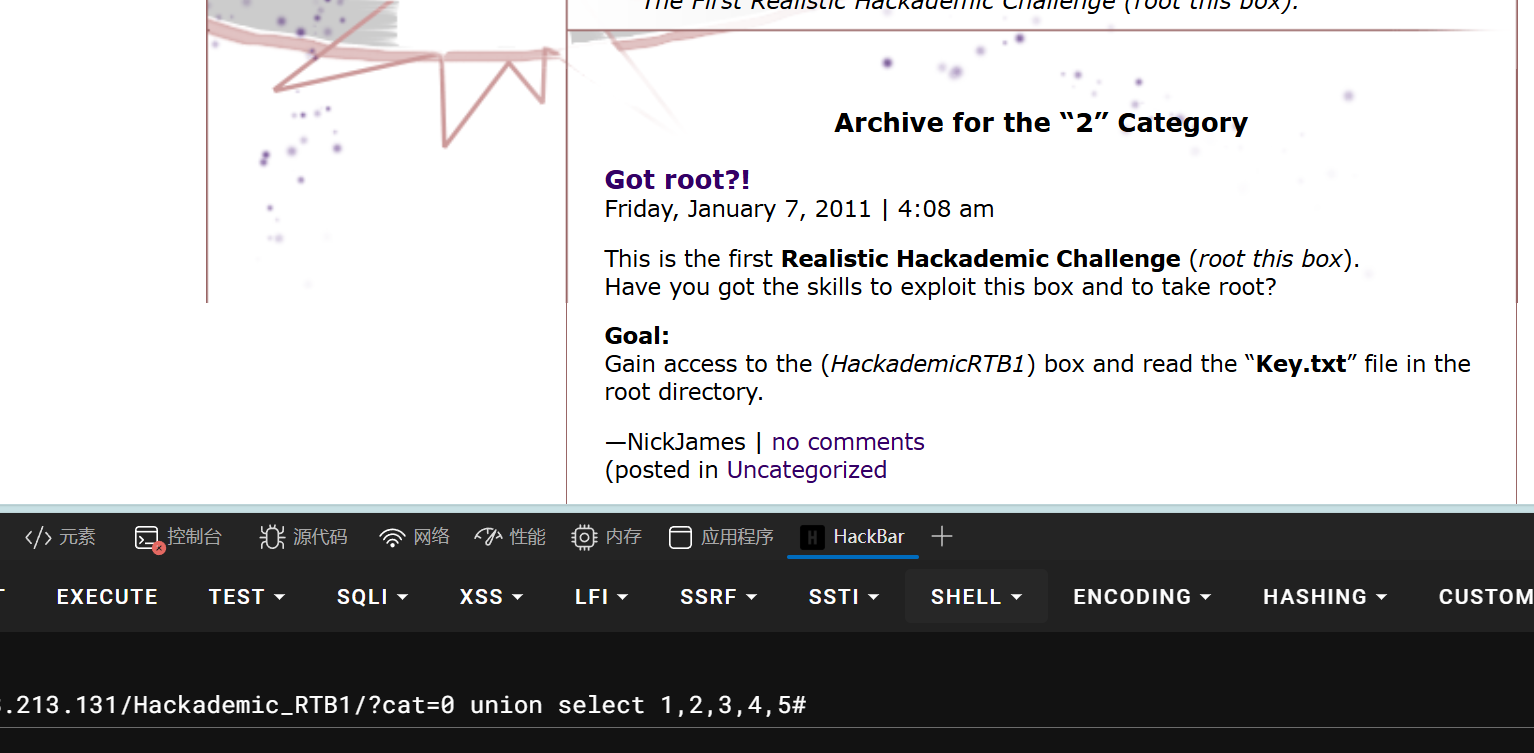 The First Realistic Hackademic Challenge (root this box).
Archive for the “2” Category
Got root?!
Friday, January 7, 2011 | 4:08 am
This is the first Realistic Hackademic Challenge (root this box).
Have you got the skills to exploit this box and to take root?
Goal:
Gain access to the (HackademicRTB1) box and read the “Key.txt” file in the
root directory.
—NickJames | no comments
(posted in Uncategorized
元素 控制台 源代码 网络 性能 内存 应用程序 H HackBar
EXECUTE TEST SQLI XSS LFI SSRF SSTI SHELL ENCODING HASHING CUSTOM
.213.131/Hackademic_RTB1/?cat=0 union select 1,2,3,4,5#